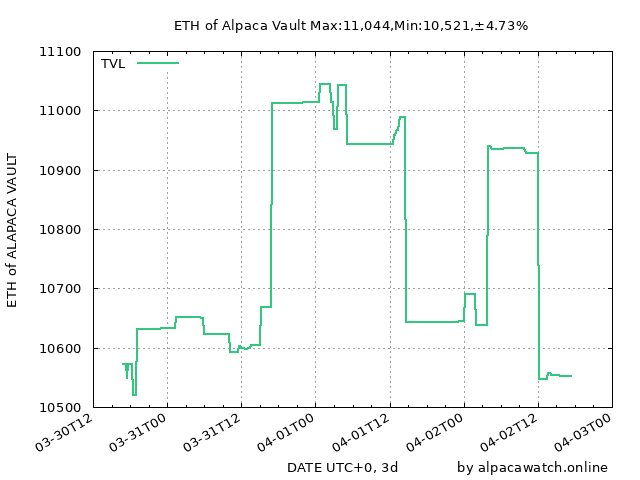 ETH of Alpaca Vault Max:11,044,Min:10,521,±4.73%
TVL
ETH of ALAPACA VAULT
11100
11000
10900
10800
10700
10600
10500
03-30T12
03-31T00
03-31T12
04-01T00
04-01T12
04-02T00
04-02T12
04-03T00
DATE UTC+0, 3d
by alpacawatch.online